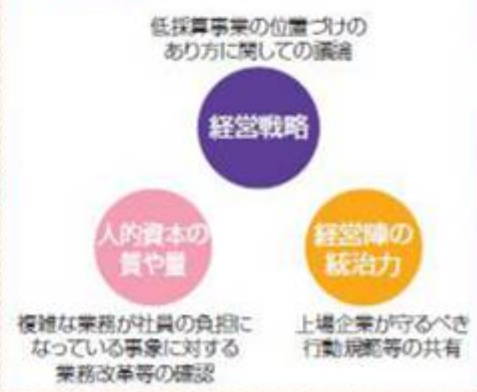 低採算事業の位置づけの
あり方に関しての議論
経営戦略
人的資本の
質や量
経営陣の
統治力
複雑な業務が社員の負担に
なっている事象に対する
業務改革等の確認
上場企業が守るべき
行動規範等の共有